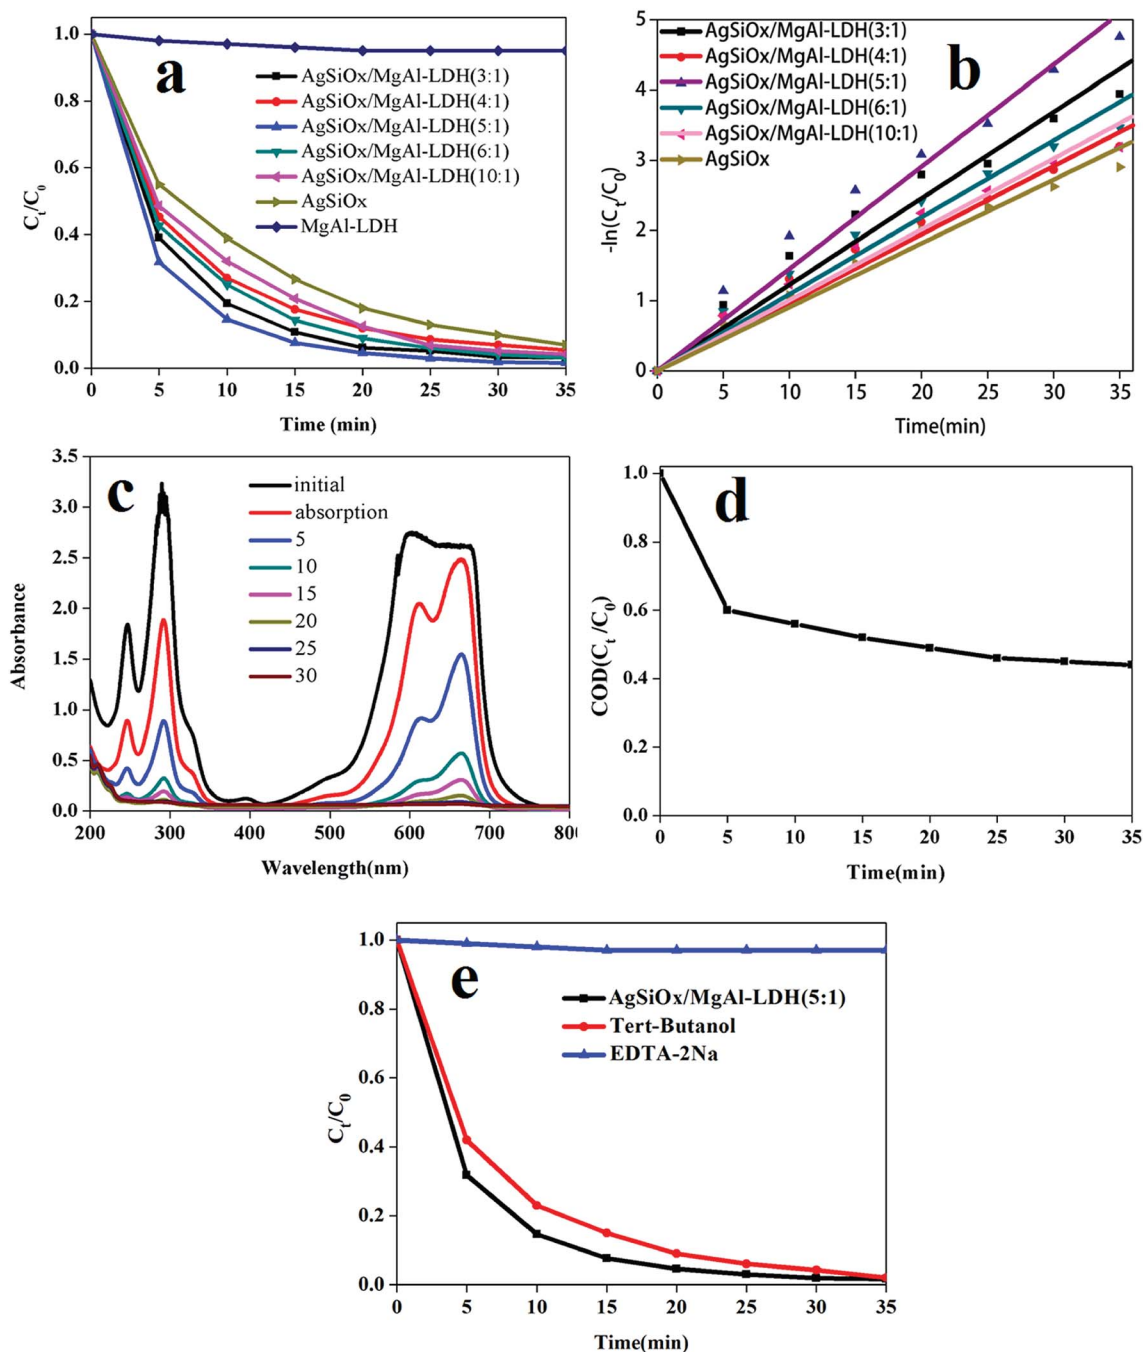 a
1.0
0.8
0.6
0.4
0.2
0.0
C_t/C_0
AgSiOx/MgAl-LDH(3:1)
AgSiOx/MgAl-LDH(4:1)
AgSiOx/MgAl-LDH(5:1)
AgSiOx/MgAl-LDH(6:1)
AgSiOx/MgAl-LDH(10:1)
AgSiOx
MgAl-LDH
0 5 10 15 20 25 30 35
Time (min)
b
5
4
3
2
1
0
-ln(C_t/C_0)
AgSiOx/MgAl-LDH(3:1)
AgSiOx/MgAl-LDH(4:1)
AgSiOx/MgAl-LDH(5:1)
AgSiOx/MgAl-LDH(6:1)
AgSiOx/MgAl-LDH(10:1)
AgSiOx
0 5 10 15 20 25 30 35
Time(min)
c
3.5
3.0
2.5
2.0
1.5
1.0
0.5
0.0
Absorbance
initial
absorption
5
10
15
20
25
30
200 300 400 500 600 700 800
Wavelength(nm)
d
1.0
0.8
0.6
0.4
0.2
0.0
COD(C_t /C_0)
0 5 10 15 20 25 30 35
Time(min)
e
1.0
0.8
0.6
0.4
0.2
0.0
C_t/C_0
AgSiOx/MgAl-LDH(5:1)
Tert-Butanol
EDTA-2Na
0 5 10 15 20 25 30 35
Time(min)